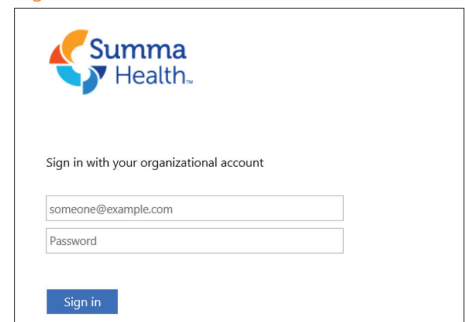 Summa
Health™
Sign in with your organizational account
someone@example.com
Password
Sign in